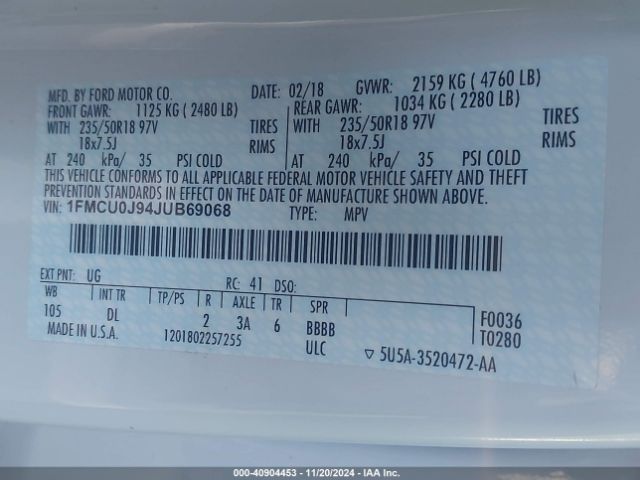 MFD. BY FORD MOTOR CO. DATE: 02/18 GVWR: 2159 KG ( 4760 LB)
FRONT GAWR: 1125 KG ( 2480 LB) REAR GAWR: 1034 KG ( 2280 LB)
WITH 235/50R18 97V TIRES WITH 235/50R18 97V TIRES
18x7.5J RIMS 18x7.5J RIMS
AT 240 kPa/ 35 PSI COLD AT 240 kPa/ 35 PSI COLD
THIS VEHICLE CONFORMS TO ALL APPLICABLE FEDERAL MOTOR VEHICLE SAFETY AND THEFT
PREVENTION STANDARDS IN EFFECT ON THE DATE OF MANUFACTURE SHOWN ABOVE.
VIN: 1FMCU0J94JUB69068 TYPE: MPV
EXT PNT: UG RC: 41 DSO:
WB INT TR TP/PS R AXLE TR SPR
105 DL 2 3A 6 BBBB F0036
MADE IN U.S.A. 1201802257255 ULC T0280
5U5A-3520472-AA
000-40904453 - 11/20/2024 - IAAI.COM